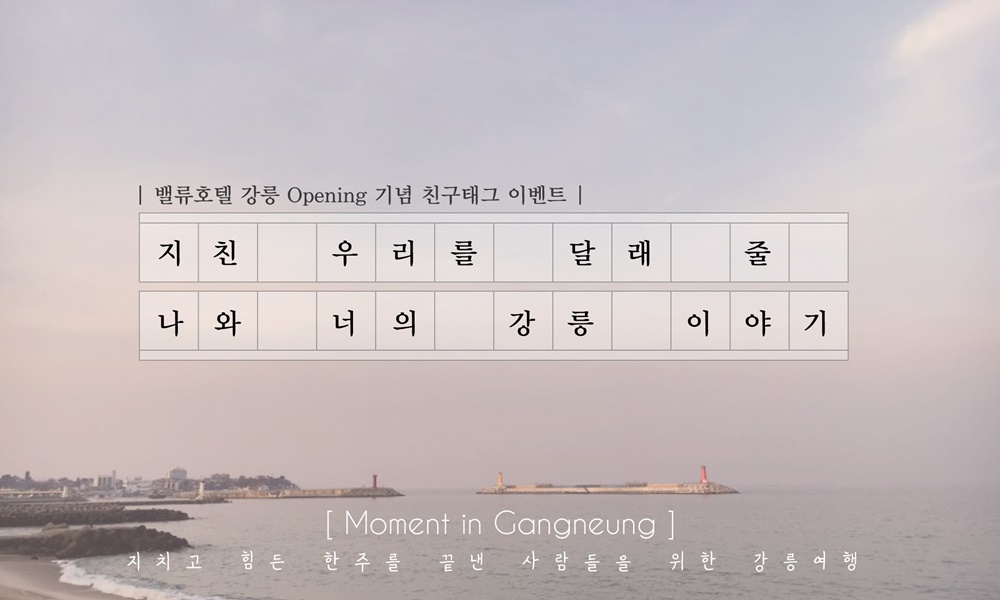 | 밸류호텔 강릉 Opening 기념 친구태그 이벤트 |
지친 우리를 달래 줄
나와 너의 강릉 이야기
[ Moment in Gangneung ]
지치고 힘든 한주를 끝낸 사람들을 위한 강릉여행